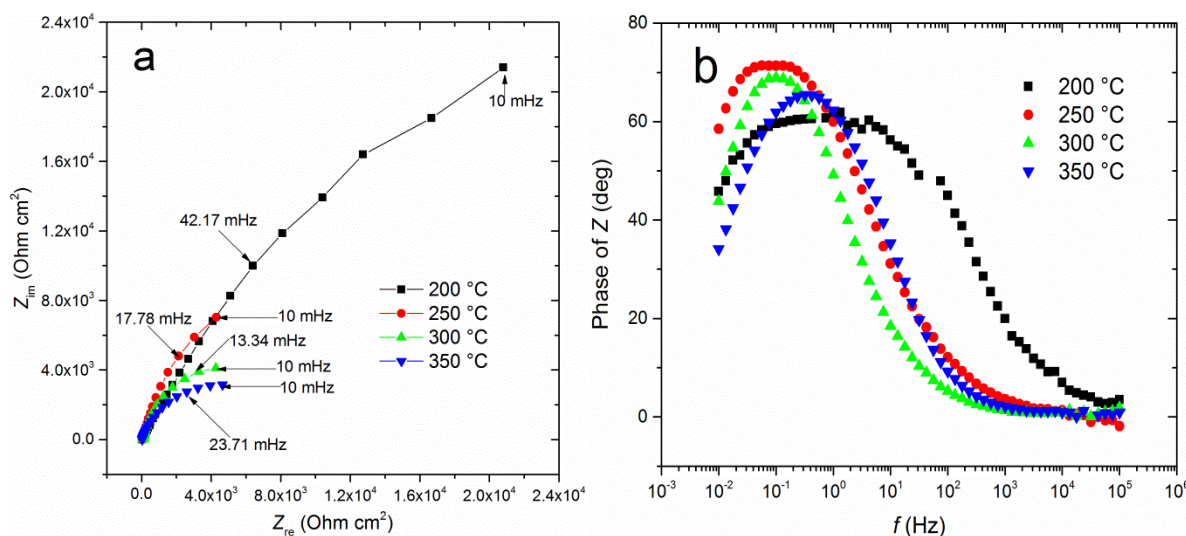 a
2.4x10⁴
2.0x10⁴
1.6x10⁴
1.2x10⁴
8.0x10³
4.0x10³
0.0
Zim (Ohm cm²)
10 mHz
42.17 mHz
17.78 mHz
10 mHz
13.34 mHz
10 mHz
10 mHz
23.71 mHz
200 °C
250 °C
300 °C
350 °C
0.0 4.0x10³ 8.0x10³ 1.2x10⁴ 1.6x10⁴ 2.0x10⁴ 2.4x10⁴
Zre (Ohm cm²)
b
80
60
40
20
0
Phase of Z (deg)
200 °C
250 °C
300 °C
350 °C
10⁻³ 10⁻² 10⁻¹ 10⁰ 10¹ 10² 10³ 10⁴ 10⁵ 10⁶
f (Hz)